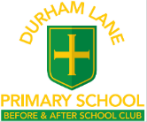 DURHAM LANE
PRIMARY SCHOOL
BEFORE & AFTER SCHOOL CLUB